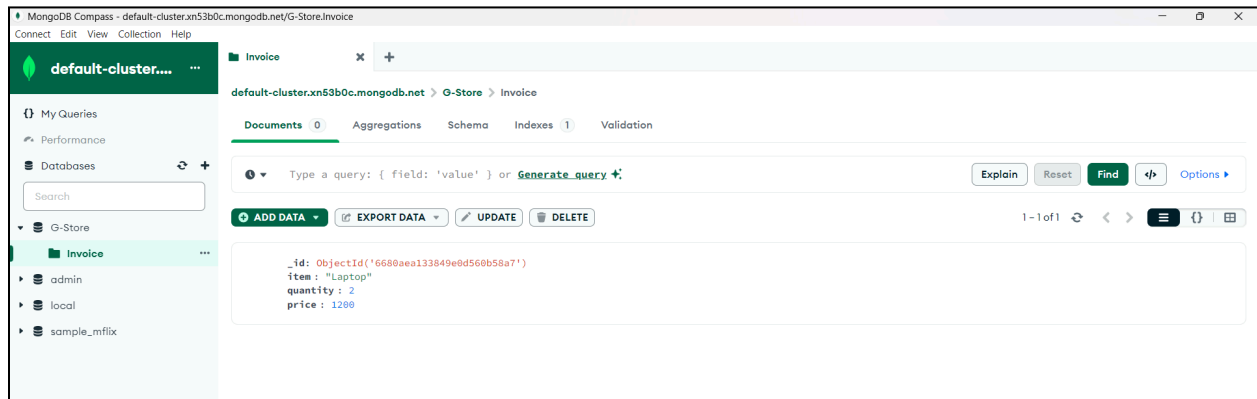 MongoDB Compass - default-cluster.xn53b0c.mongodb.net/G-Store.Invoice
Connect Edit View Collection Help
default-cluster.... ...
Invoice
default-cluster.xn53b0c.mongodb.net > G-Store > Invoice
{} My Queries
Documents 0 Aggregations Schema Indexes 1 Validation
Performance
Databases
Type a query: { field: 'value' } or Generate query
Explain Reset Find </> Options
Search
ADD DATA EXPORT DATA UPDATE DELETE 1 – 1 of 1 {}
G-Store
Invoice ...
admin
local
sample_mflix
_id: ObjectId('6680aea133849e0d560b58a7')
item : "Laptop"
quantity : 2
price : 1200